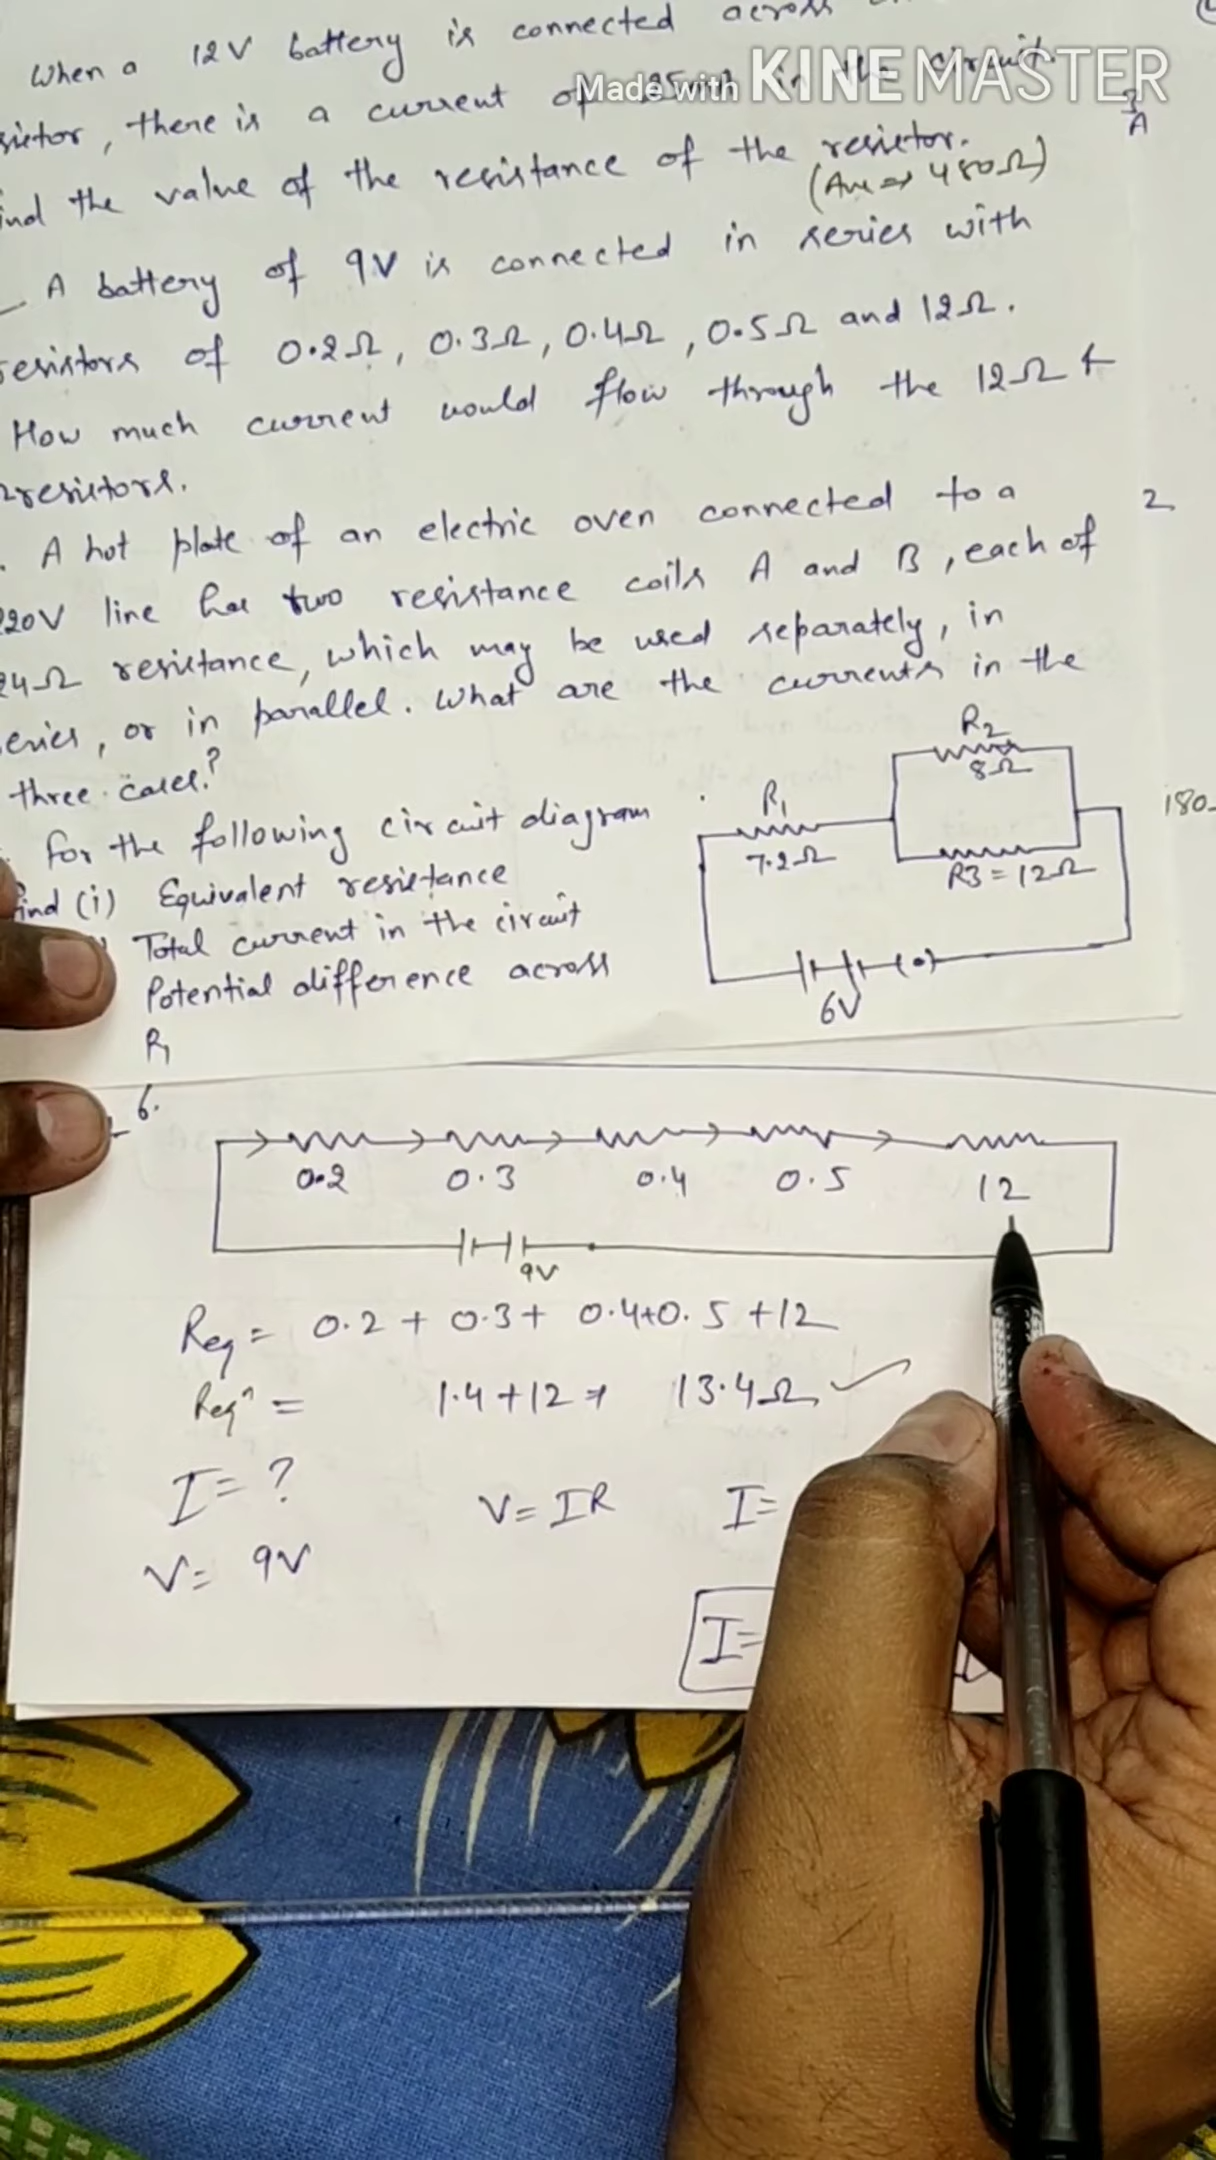 When a 12V battery is connected across
Made with KINEMASTER
sistor, there is a current of in the circuit.
3
A
ind the value of the resistance of the resistor.
(Ans⇒ 480Ω)
A battery of 9V is connected in series with
resistors of 0.2Ω, 0.3Ω, 0.4Ω, 0.5Ω and 12Ω.
How much current would flow through the 12Ω
resistors.
A hot plate of an electric oven connected to a 2
220V line has two resistance coils A and B, each of
24Ω resistance, which may be used separately, in
eries, or in parallel. What are the currents in the
three cases?
For the following circuit diagram
find (i) Equivalent resistance
Total current in the circuit
Potential difference across
R1
R2
8Ω
R1
7.2Ω
R3 = 12Ω
6V
180
6.
0.2 0.3 0.4 0.5 12
9V
Req = 0.2 + 0.3 + 0.4+0.5 +12
Req^n = 1.4 +12 ⇒ 13.4Ω ✓
I = ?
V = IR I =
V = 9V
I =